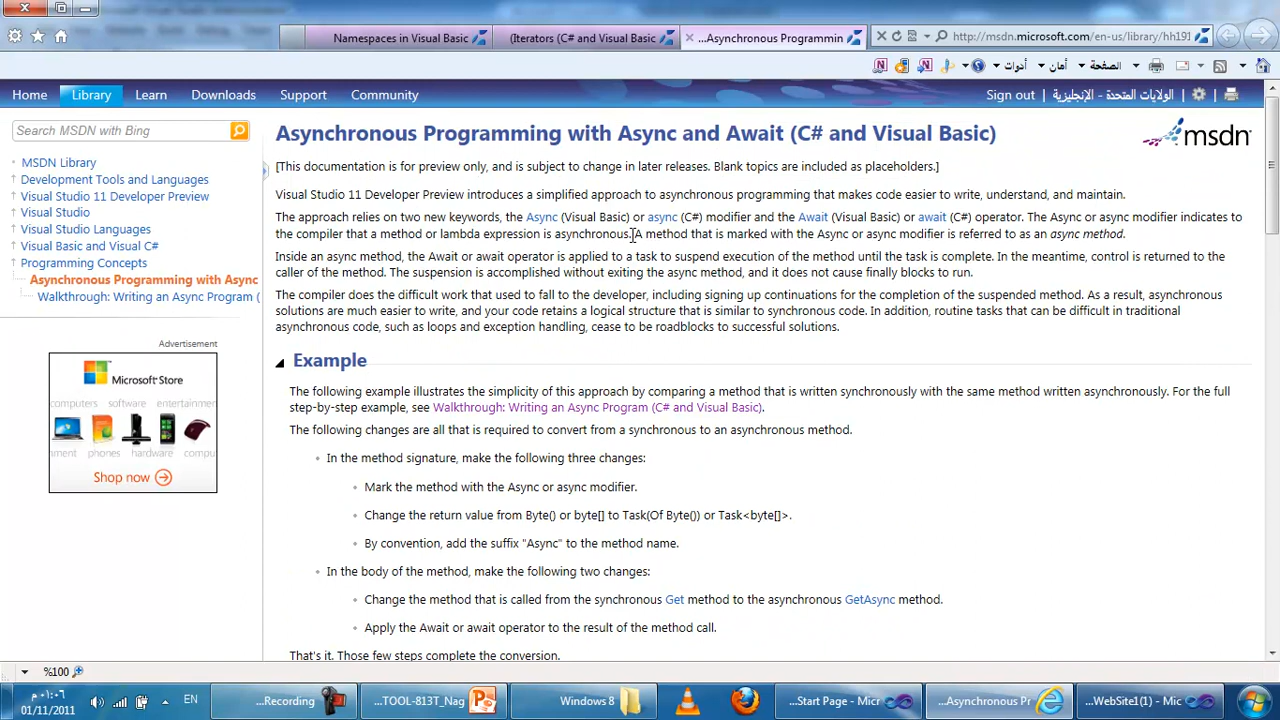 Namespaces in Visual Basic
(Iterators (C# and Visual Basic
...Asynchronous Programmin
http://msdn.microsoft.com/en-us/library/hh191
أدوات
أمان
الصفحة
Home
Library
Learn
Downloads
Support
Community
Sign out
الولايات المتحدة - الإنجليزية
Search MSDN with Bing
MSDN Library
Development Tools and Languages
Visual Studio 11 Developer Preview
Visual Studio
Visual Studio Languages
Visual Basic and Visual C#
Programming Concepts
Asynchronous Programming with Async
Walkthrough: Writing an Async Program (
Advertisement
Microsoft Store
computers software entertainmen
ment phones hardware compu
Shop now
msdn
Asynchronous Programming with Async and Await (C# and Visual Basic)
[This documentation is for preview only, and is subject to change in later releases. Blank topics are included as placeholders.]
Visual Studio 11 Developer Preview introduces a simplified approach to asynchronous programming that makes code easier to write, understand, and maintain.
The approach relies on two new keywords, the Async (Visual Basic) or async (C#) modifier and the Await (Visual Basic) or await (C#) operator. The Async or async modifier indicates to
the compiler that a method or lambda expression is asynchronous. A method that is marked with the Async or async modifier is referred to as an async method.
Inside an async method, the Await or await operator is applied to a task to suspend execution of the method until the task is complete. In the meantime, control is returned to the
caller of the method. The suspension is accomplished without exiting the async method, and it does not cause finally blocks to run.
The compiler does the difficult work that used to fall to the developer, including signing up continuations for the completion of the suspended method. As a result, asynchronous
solutions are much easier to write, and your code retains a logical structure that is similar to synchronous code. In addition, routine tasks that can be difficult in traditional
asynchronous code, such as loops and exception handling, cease to be roadblocks to successful solutions.
Example
The following example illustrates the simplicity of this approach by comparing a method that is written synchronously with the same method written asynchronously. For the full
step-by-step example, see Walkthrough: Writing an Async Program (C# and Visual Basic).
The following changes are all that is required to convert from a synchronous to an asynchronous method.
In the method signature, make the following three changes:
Mark the method with the Async or async modifier.
Change the return value from Byte() or byte[] to Task(Of Byte()) or Task<byte[]>.
By convention, add the suffix "Async" to the method name.
In the body of the method, make the following two changes:
Change the method that is called from the synchronous Get method to the asynchronous GetAsync method.
Apply the Await or await operator to the result of the method call.
That's it. Those few steps complete the conversion.
%100
٠١:٠٦ م
01/11/2011
EN
...Recording
...TOOL-813T_Nag
Windows 8
...Start Page - Micr
...Asynchronous Pr
...WebSite1(1) - Mic